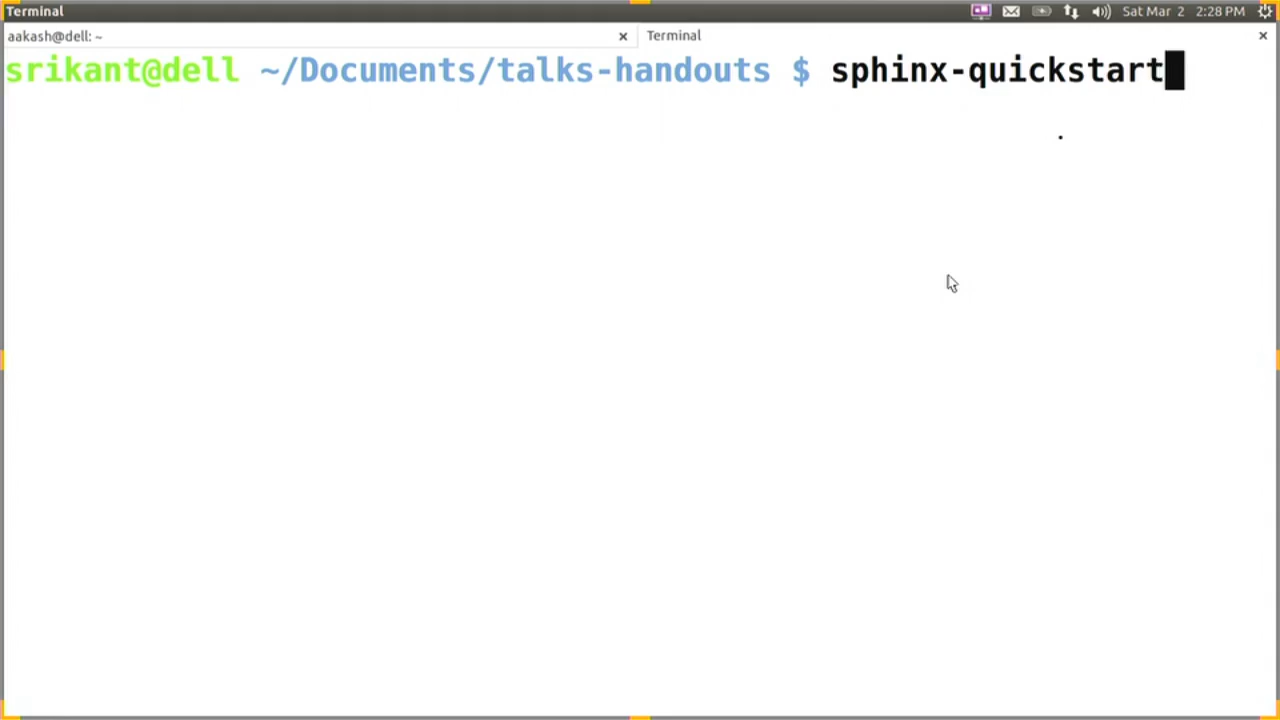 Terminal
Sat Mar 2 2:28 PM
aakash@dell: ~ × Terminal ×
srikant@dell ~/Documents/talks-handouts $ sphinx-quickstart